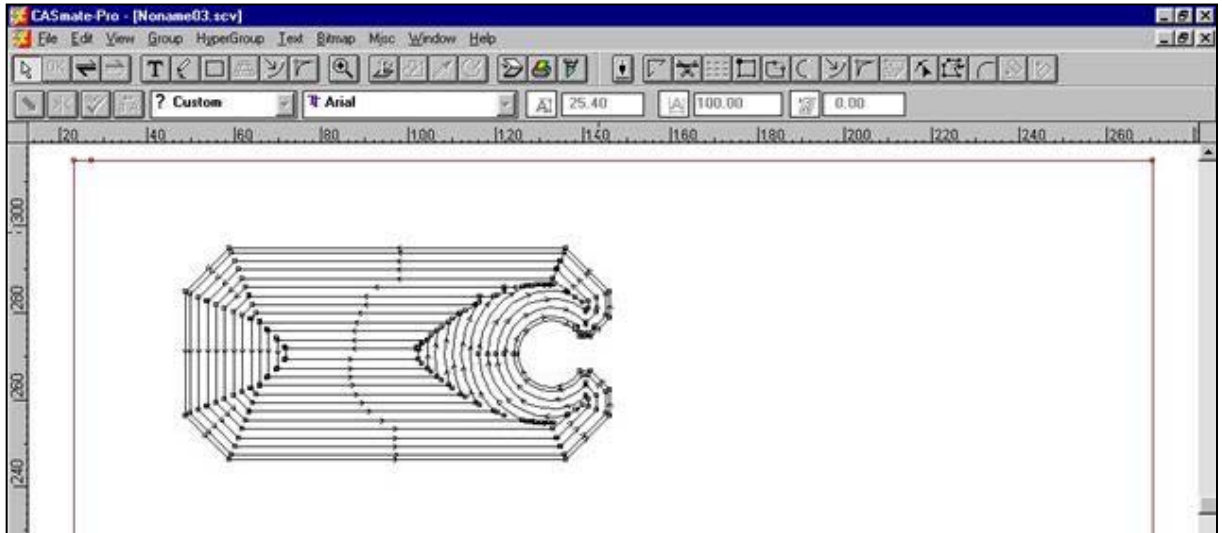 CASmate-Pro - [Noname03.scv]
File Edit View Group HyperGroup Text Bitmap Misc Window Help
? Custom Arial 25.40 100.00 0.00
20 40 60 80 100 120 140 160 180 200 220 240 260
300
280
260
240